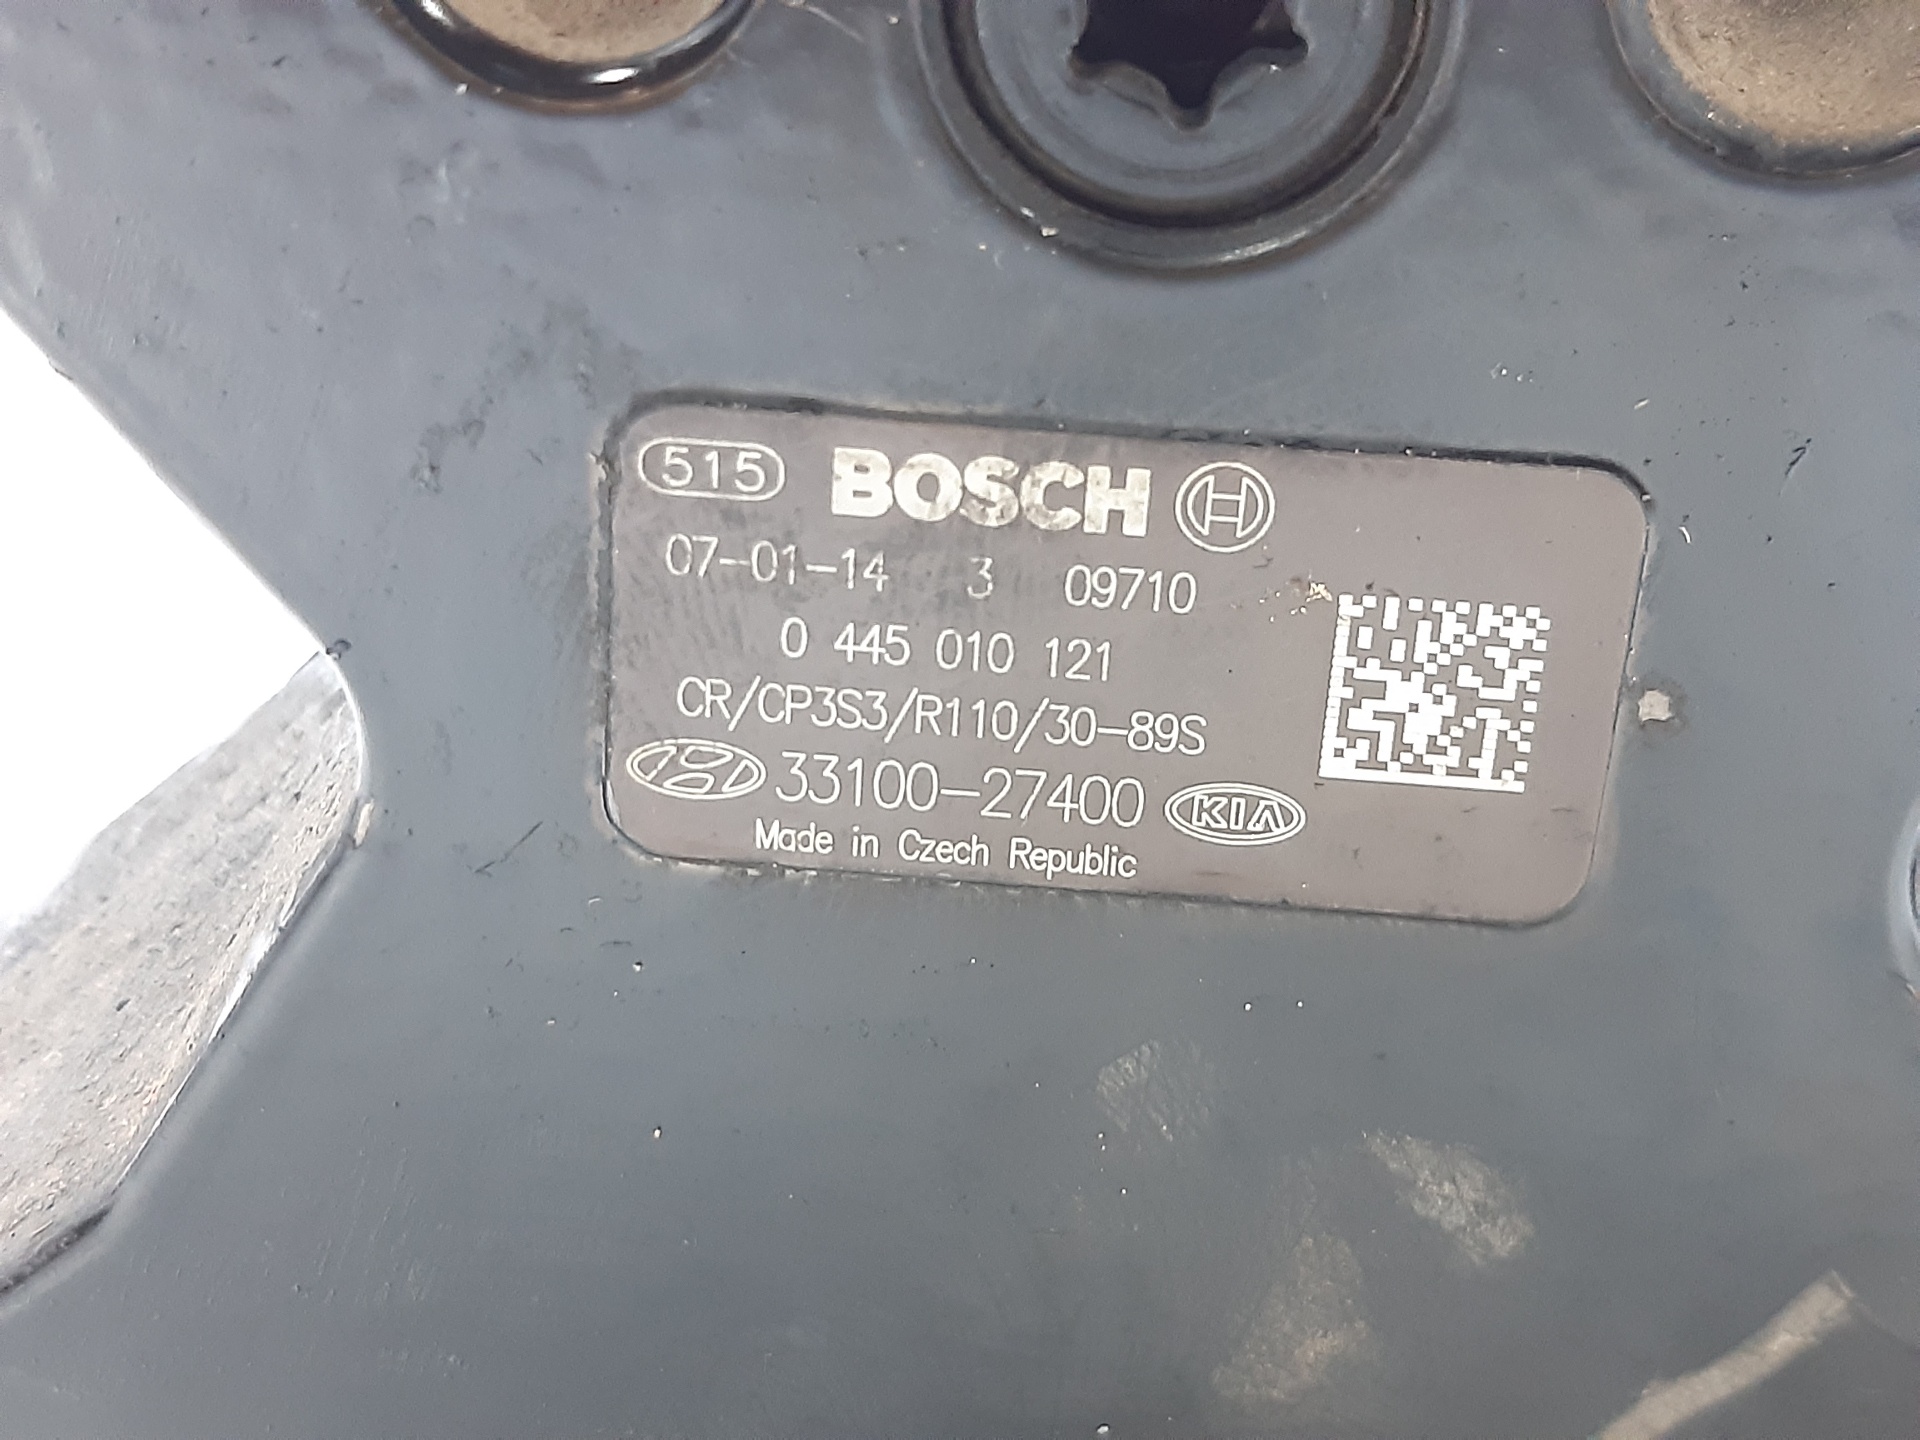 515 BOSCH
07-01-14 3 09710
0 445 010 121
CR/CP3S3/R110/30-89S
33100-27400 KIA
Made in Czech Republic